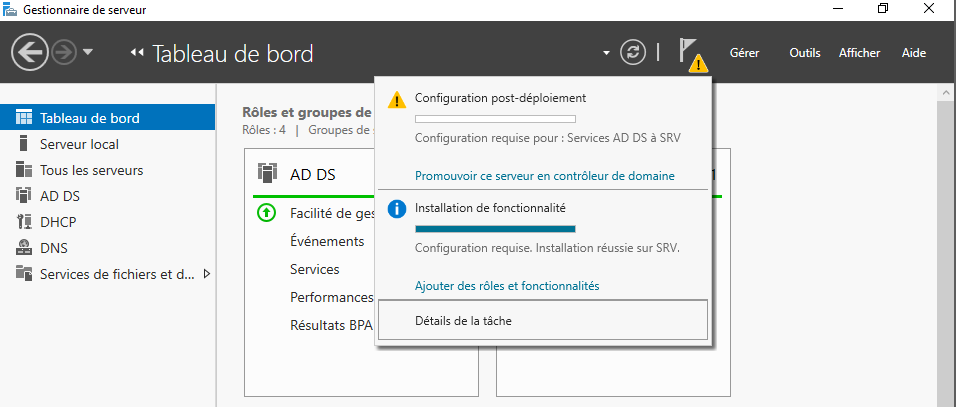 Gestionnaire de serveur
Tableau de bord
Gérer Outils Afficher Aide
Tableau de bord
Serveur local
Tous les serveurs
AD DS
DHCP
DNS
Services de fichiers et d...
Rôles et groupes de
Rôles : 4 | Groupes de
AD DS
1
Facilité de ges
Événements
Services
Performances
Résultats BPA
Configuration post-déploiement
Configuration requise pour : Services AD DS à SRV
Promouvoir ce serveur en contrôleur de domaine
Installation de fonctionnalité
Configuration requise. Installation réussie sur SRV.
Ajouter des rôles et fonctionnalités
Détails de la tâche